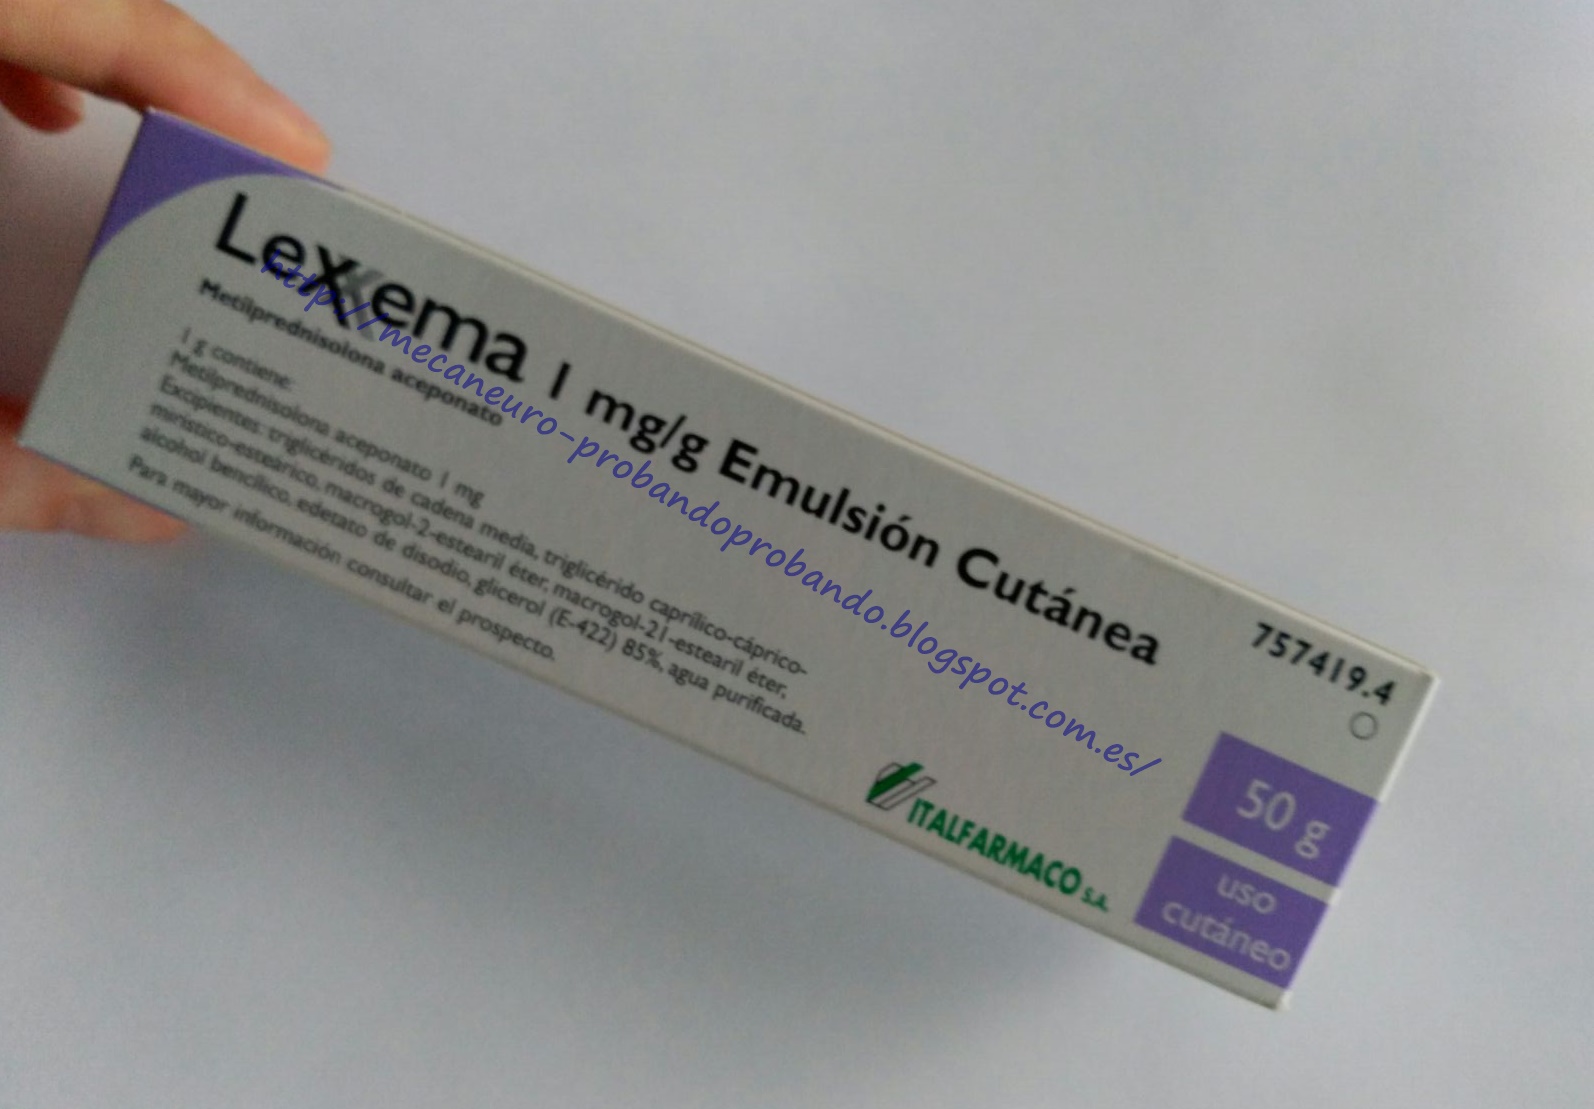 Lexxema 1 mg/g Emulsión Cutánea
Metilprednisolona aceponato
1 g contiene:
Metilprednisolona aceponato 1 mg
Excipientes: triglicéridos de cadena media, triglicérido caprílico-cáprico-
mirístico-esteárico, macrogol-2-estearil éter, macrogol-21-estearil éter,
alcohol bencílico, edetato de disodio, glicerol (E-422) 85%, agua purificada.
Para mayor información consultar el prospecto.
757419.4
50 g
uso
cutáneo
ITALFARMACO S.A.
http://mecaneuro-probandoprobando.blogspot.com.es/